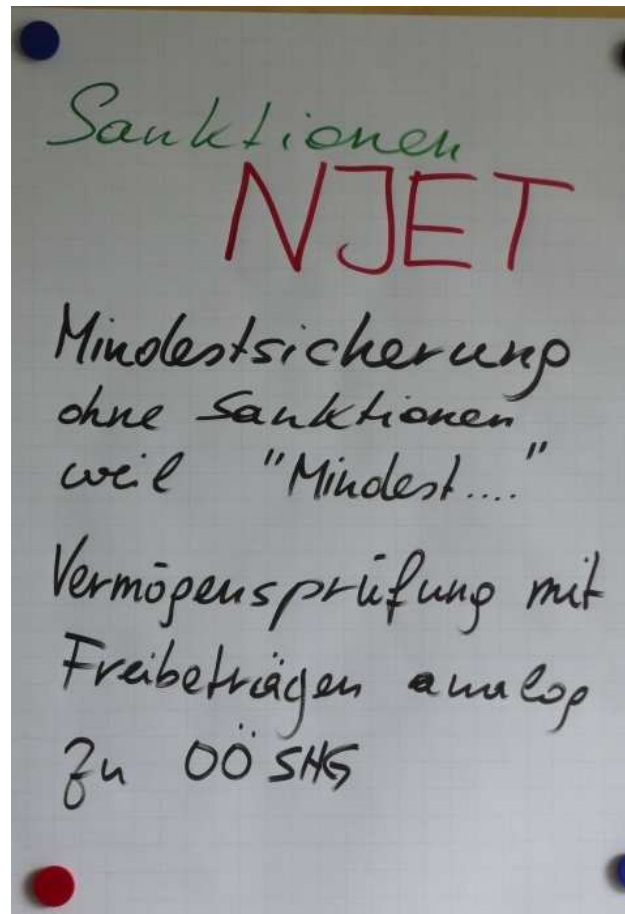 Sanktionen
NJET
Mindestsicherung
ohne Sanktionen
weil "Mindest...."
Vermögensprüfung mit
Freibeträgen analog
zu OÖ SHG